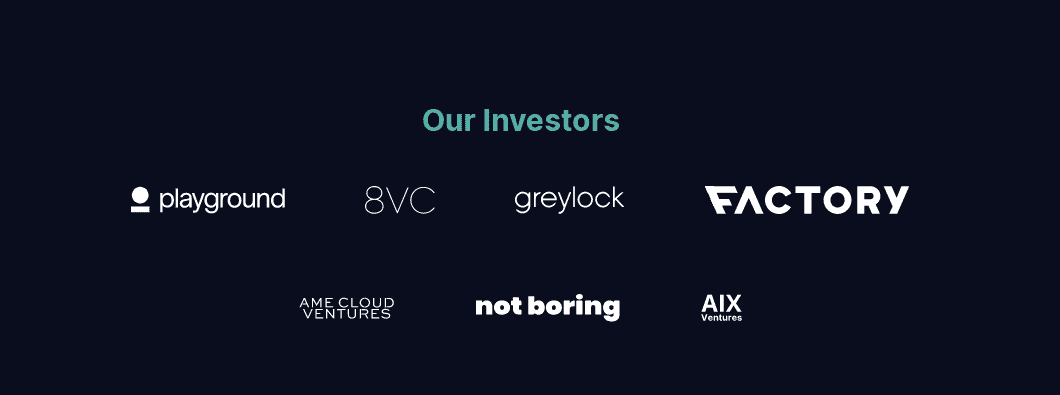 Our Investors
playground
8VC
greylock
FACTORY
AME CLOUD
VENTURES
not boring
AIX
Ventures